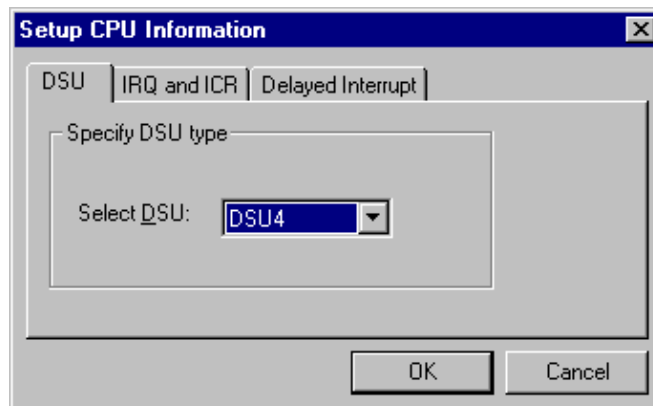 Setup CPU Information
DSU IRQ and ICR Delayed Interrupt
Specify DSU type
Select DSU: DSU4
OK Cancel